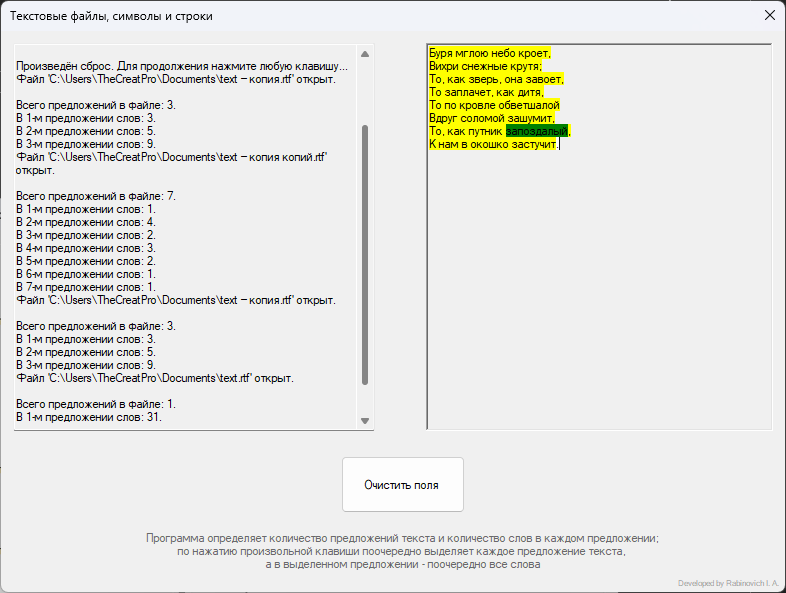 Текстовые файлы, символы и строки
Произведён сброс. Для продолжения нажмите любую клавишу...
Файл 'C:\Users\TheCreatPro\Documents\text – копия.rtf' открыт.
Всего предложений в файле: 3.
В 1-м предложении слов: 3.
В 2-м предложении слов: 5.
В 3-м предложении слов: 9.
Файл 'C:\Users\TheCreatPro\Documents\text – копия копий.rtf'
открыт.
Всего предложений в файле: 7.
В 1-м предложении слов: 1.
В 2-м предложении слов: 4.
В 3-м предложении слов: 2.
В 4-м предложении слов: 3.
В 5-м предложении слов: 2.
В 6-м предложении слов: 1.
В 7-м предложении слов: 1.
Файл 'C:\Users\TheCreatPro\Documents\text – копия.rtf' открыт.
Всего предложений в файле: 3.
В 1-м предложении слов: 3.
В 2-м предложении слов: 5.
В 3-м предложении слов: 9.
Файл 'C:\Users\TheCreatPro\Documents\text.rtf' открыт.
Всего предложений в файле: 1.
В 1-м предложении слов: 31.
Буря мглою небо кроет,
Вихри снежные крутя;
То, как зверь, она завоет,
То заплачет, как дитя,
То по кровле обветшалой
Вдруг соломой зашумит,
То, как путник запоздалый,
К нам в окошко застучит.
Очистить поля
Программа определяет количество предложений текста и количество слов в каждом предложении;
по нажатию произвольной клавиши поочередно выделяет каждое предложение текста,
а в выделенном предложении - поочередно все слова
Developed by Rabinovich I. A.